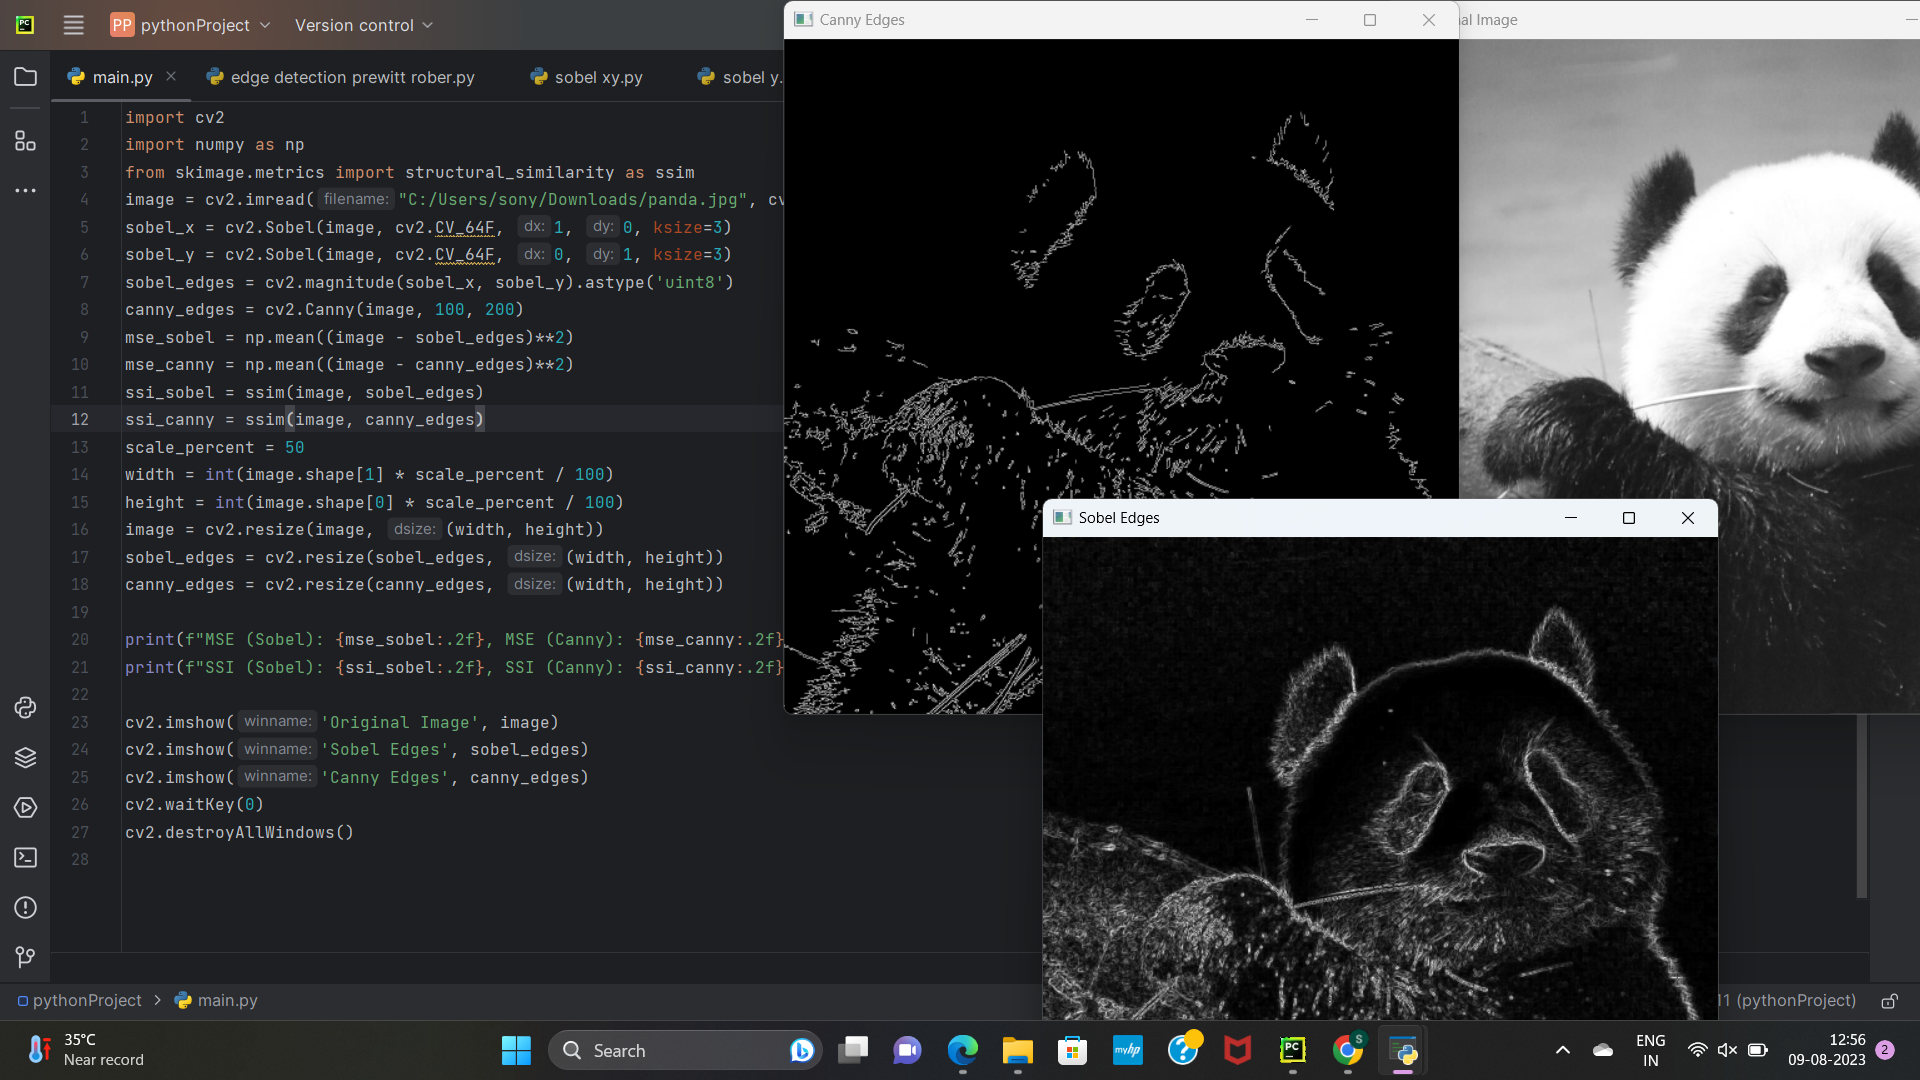 PC
PP pythonProject
Version control
main.py
edge detection prewitt rober.py
sobel xy.py
sobel y.
1 import cv2
2 import numpy as np
3 from skimage.metrics import structural_similarity as ssim
4 image = cv2.imread( filename: "C:/Users/sony/Downloads/panda.jpg", cv
5 sobel_x = cv2.Sobel(image, cv2.CV_64F, dx: 1, dy: 0, ksize=3)
6 sobel_y = cv2.Sobel(image, cv2.CV_64F, dx: 0, dy: 1, ksize=3)
7 sobel_edges = cv2.magnitude(sobel_x, sobel_y).astype('uint8')
8 canny_edges = cv2.Canny(image, 100, 200)
9 mse_sobel = np.mean((image - sobel_edges)**2)
10 mse_canny = np.mean((image - canny_edges)**2)
11 ssi_sobel = ssim(image, sobel_edges)
12 ssi_canny = ssim(image, canny_edges)
13 scale_percent = 50
14 width = int(image.shape[1] * scale_percent / 100)
15 height = int(image.shape[0] * scale_percent / 100)
16 image = cv2.resize(image, dsize: (width, height))
17 sobel_edges = cv2.resize(sobel_edges, dsize: (width, height))
18 canny_edges = cv2.resize(canny_edges, dsize: (width, height))
19
20 print(f"MSE (Sobel): {mse_sobel:.2f}, MSE (Canny): {mse_canny:.2f}
21 print(f"SSI (Sobel): {ssi_sobel:.2f}, SSI (Canny): {ssi_canny:.2f}
22
23 cv2.imshow( winname: 'Original Image', image)
24 cv2.imshow( winname: 'Sobel Edges', sobel_edges)
25 cv2.imshow( winname: 'Canny Edges', canny_edges)
26 cv2.waitKey(0)
27 cv2.destroyAllWindows()
28
Canny Edges
al Image
Sobel Edges
pythonProject > main.py
11 (pythonProject)
35°C
Near record
Search
myhp
PC
S
ENG
IN
12:56
09-08-2023
2